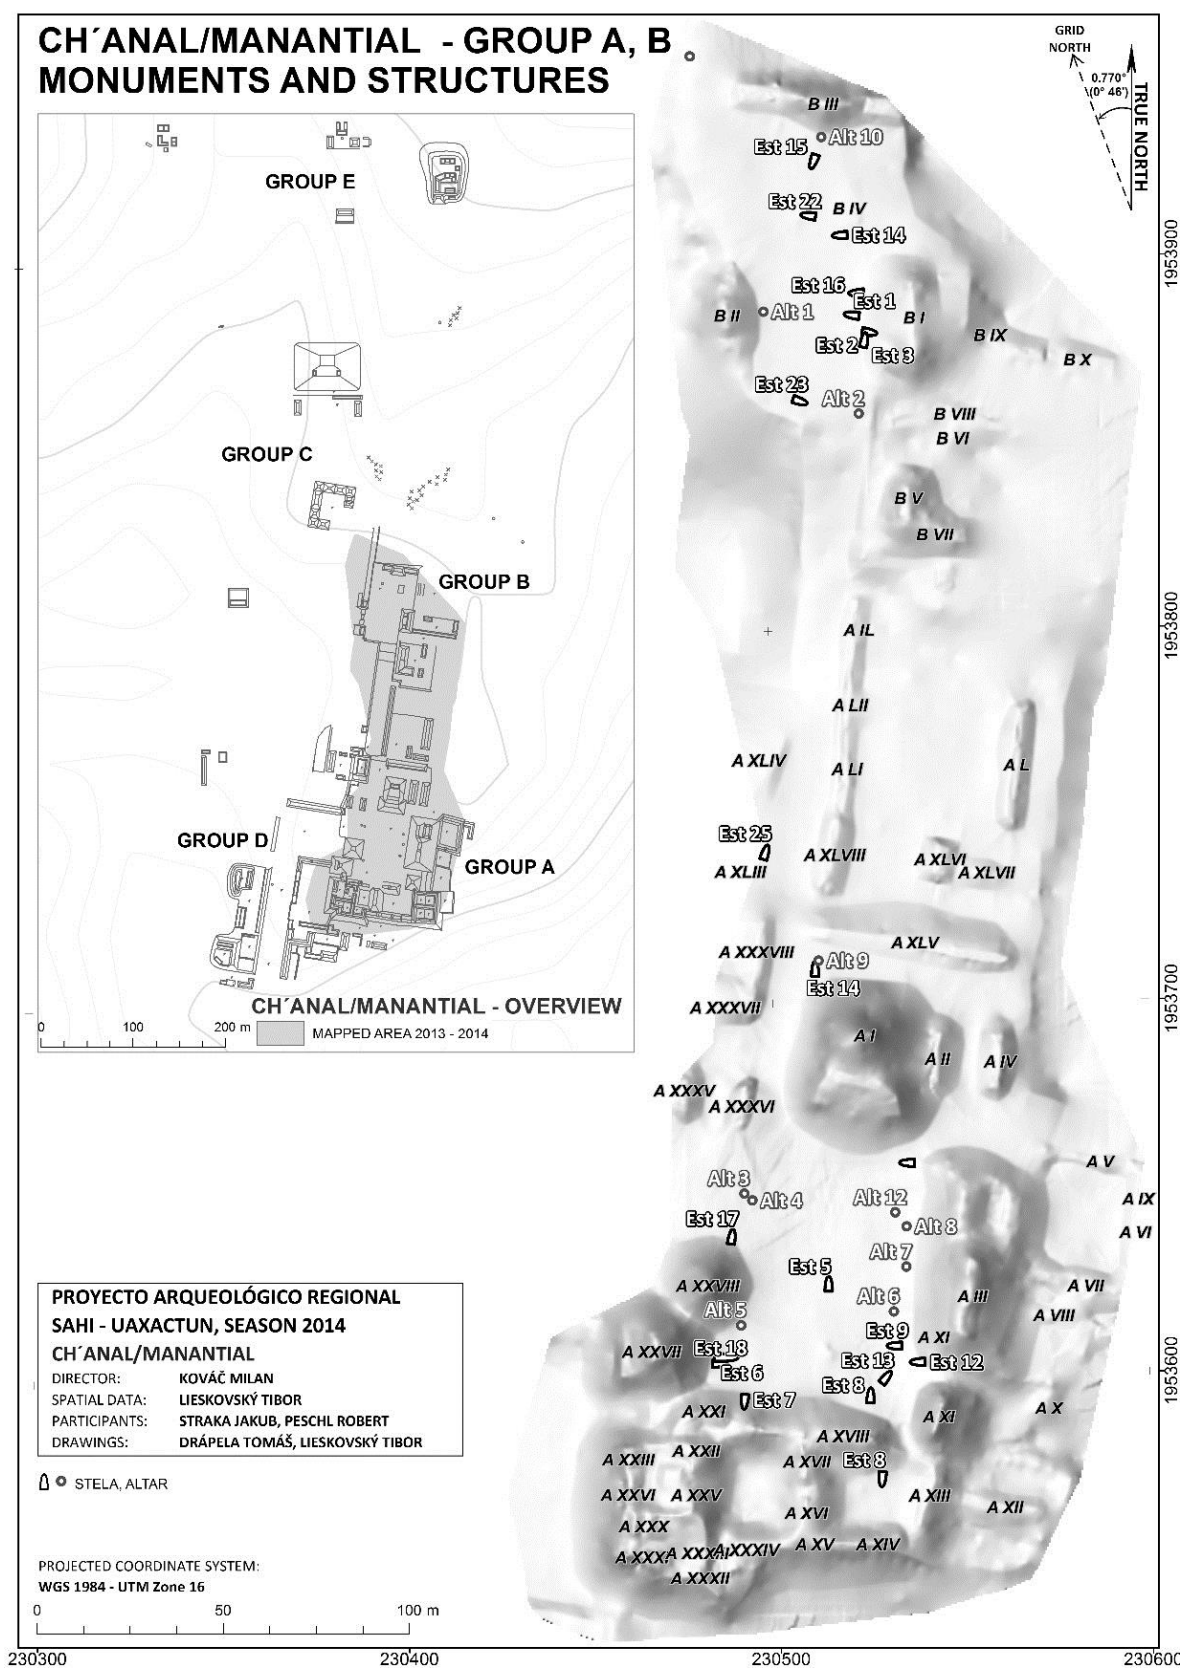 CH´ANAL/MANANTIAL - GROUP A, B
MONUMENTS AND STRUCTURES
GRID
NORTH
0.770°
(0° 46')
TRUE NORTH
GROUP E
GROUP C
GROUP B
GROUP D
GROUP A
CH´ANAL/MANANTIAL - OVERVIEW
0 100 200 m
MAPPED AREA 2013 - 2014
B III
Alt 10
Est 15
Est 22
B IV
Est 14
Est 16
Est 1
B II
Alt 1
B I
Est 2
Est 3
B IX
B X
Est 23
Alt 2
B VIII
B VI
B V
B VII
A IL
A LII
A XLIV
A LI
A L
Est 25
A XLVIII
A XLVI
A XLIII
A XLVII
A XLV
A XXXVIII
Alt 9
Est 14
A XXXVII
A I
A II
A IV
A XXXV
A XXXVI
A V
Alt 3
Alt 4
Alt 12
A IX
Est 17
Alt 8
A VI
Alt 7
Est 5
A XXVIII
A III
A VII
Alt 5
Alt 6
A VIII
Est 9
A XI
A XXVII
Est 18
Est 6
Est 13
Est 12
Est 7
Est 8
A XXI
A XI
A X
A XVIII
A XXII
A XXIII
A XVII
Est 8
A XXVI
A XXV
A XIII
A XII
A XVI
A XXX
A XXXIV
A XV
A XIV
A XXXII
1953900
1953800
1953700
1953600
PROYECTO ARQUEOLÓGICO REGIONAL
SAHI - UAXACTUN, SEASON 2014
CH´ANAL/MANANTIAL
DIRECTOR: KOVÁČ MILAN
SPATIAL DATA: LIESKOVSKÝ TIBOR
PARTICIPANTS: STRAKA JAKUB, PESCHL ROBERT
DRAWINGS: DRÁPELA TOMÁŠ, LIESKOVSKÝ TIBOR
STELA, ALTAR
PROJECTED COORDINATE SYSTEM:
WGS 1984 - UTM Zone 16
0 50 100 m
230300 230400 230500 230600